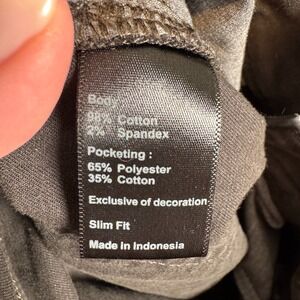 Body
98% Cotton
2% Spandex
Pocketing :
65% Polyester
35% Cotton
Exclusive of decoration
Slim Fit
Made in Indonesia